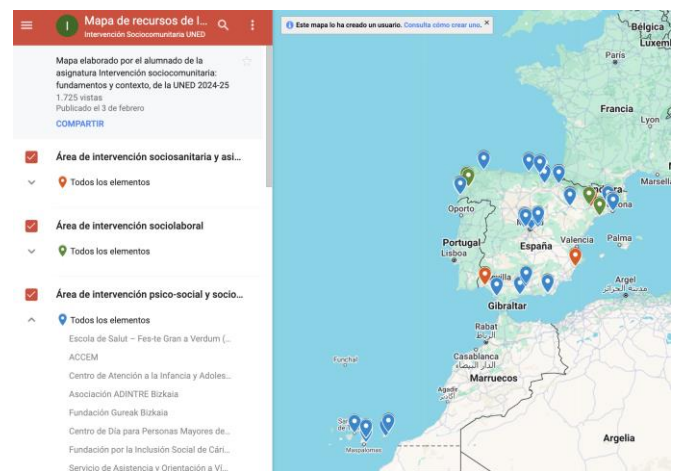 Mapa de recursos de l...
Intervención Sociocomunitaria UNED
Mapa elaborado por el alumnado de la
asignatura Intervención sociocomunitaria:
fundamentos y contexto, de la UNED 2024-25
1.725 vistas
Publicado el 3 de febrero
COMPARTIR
Área de intervención sociosanitaria y asi...
Todos los elementos
Área de intervención sociolaboral
Todos los elementos
Área de intervención psico-social y socio...
Todos los elementos
Escola de Salut – Fes-te Gran a Verdum (...
ACCEM
Centro de Atención a la Infancia y Adoles...
Asociación ADINTRE Bizkaia
Fundación Gureak Bizkaia
Centro de Día para Personas Mayores de...
Fundación por la Inclusión Social de Cári...
Servicio de Asistencia y Orientación a Ví...
Este mapa lo ha creado un usuario. Consulta cómo crear uno.
Bélgica
Luxem
París
Francia
Lyon
Marsell
Oporto
Portugal
Lisboa
España
Valencia
Palma
Gibraltar
Argel
Rabat
الرباط
Funchal
Casablanca
الدار البيضاء
Marruecos
Agade
Maspalomas
Argelia